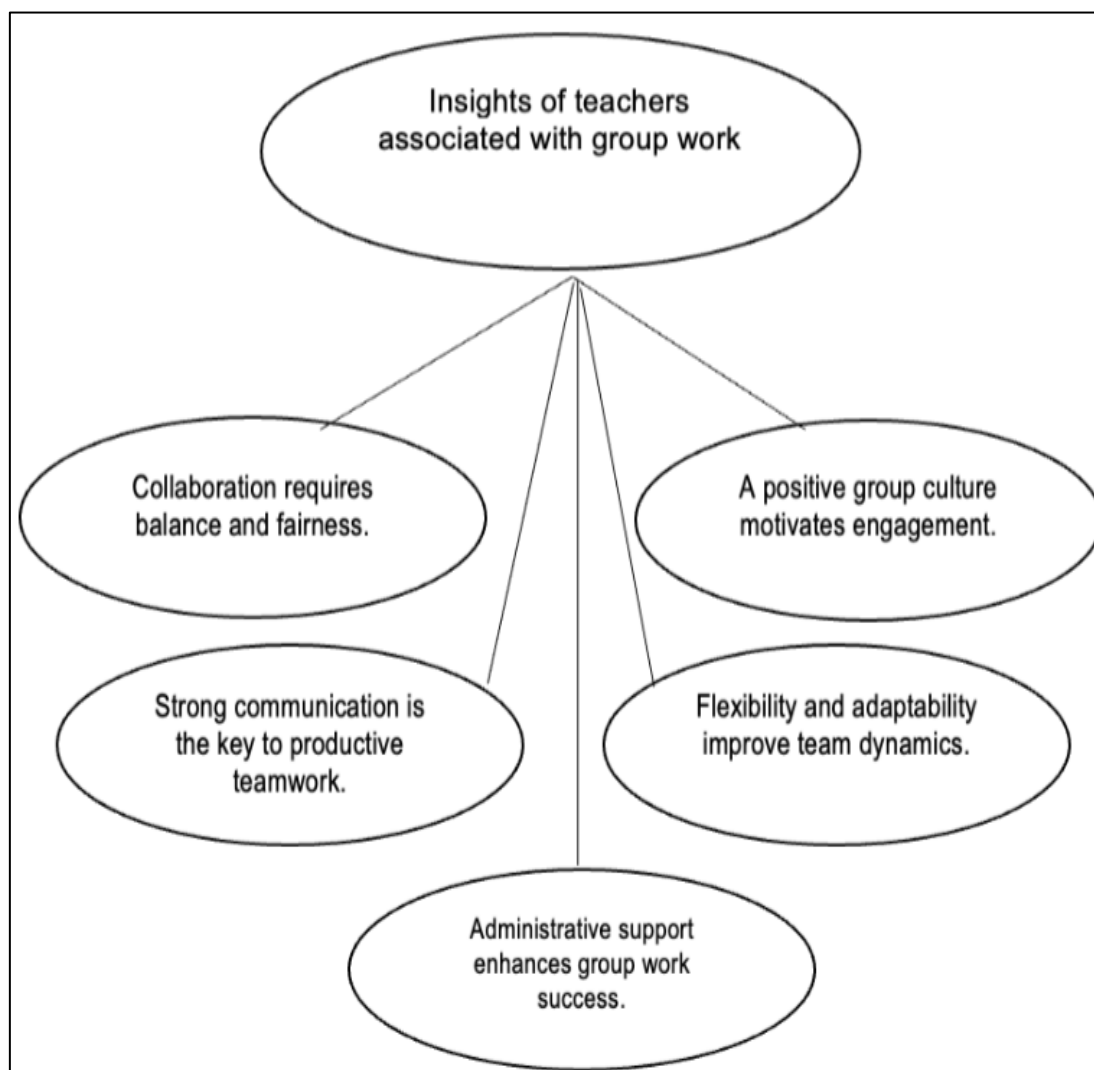 Insights of teachers
associated with group work
Collaboration requires
balance and fairness.
A positive group culture
motivates engagement.
Strong communication is
the key to productive
teamwork.
Flexibility and adaptability
improve team dynamics.
Administrative support
enhances group work
success.